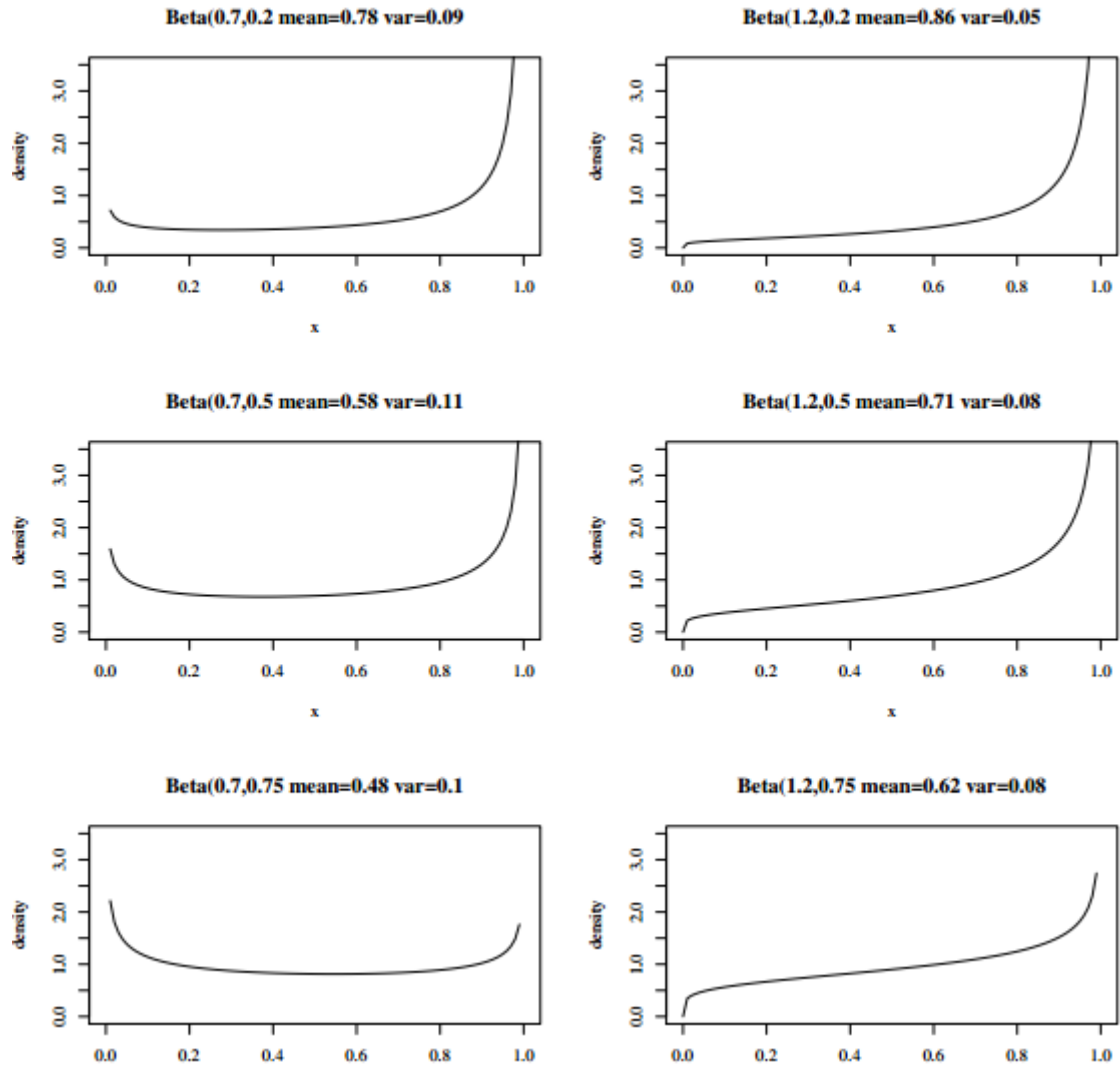 Beta(0.7,0.2 mean=0.78 var=0.09
density
0.0 1.0 2.0 3.0
0.0 0.2 0.4 0.6 0.8 1.0
x
Beta(1.2,0.2 mean=0.86 var=0.05
density
0.0 1.0 2.0 3.0
0.0 0.2 0.4 0.6 0.8 1.0
x
Beta(0.7,0.5 mean=0.58 var=0.11
density
0.0 1.0 2.0 3.0
0.0 0.2 0.4 0.6 0.8 1.0
x
Beta(1.2,0.5 mean=0.71 var=0.08
density
0.0 1.0 2.0 3.0
0.0 0.2 0.4 0.6 0.8 1.0
x
Beta(0.7,0.75 mean=0.48 var=0.1
density
0.0 1.0 2.0 3.0
0.0 0.2 0.4 0.6 0.8 1.0
Beta(1.2,0.75 mean=0.62 var=0.08
density
0.0 1.0 2.0 3.0
0.0 0.2 0.4 0.6 0.8 1.0